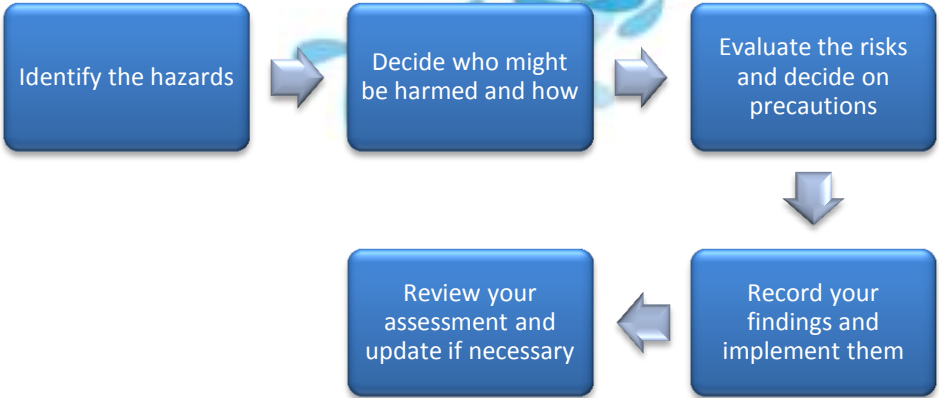 Identify the hazards
Decide who might
be harmed and how
Evaluate the risks
and decide on
precautions
Record your
findings and
implement them
Review your
assessment and
update if necessary